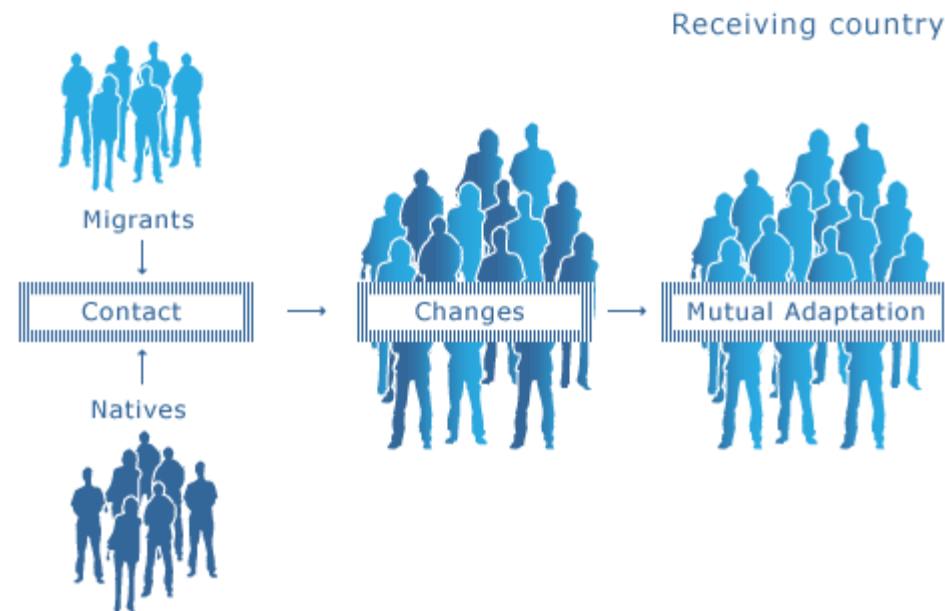 Receiving country
Migrants
Contact
Natives
Changes
Mutual Adaptation